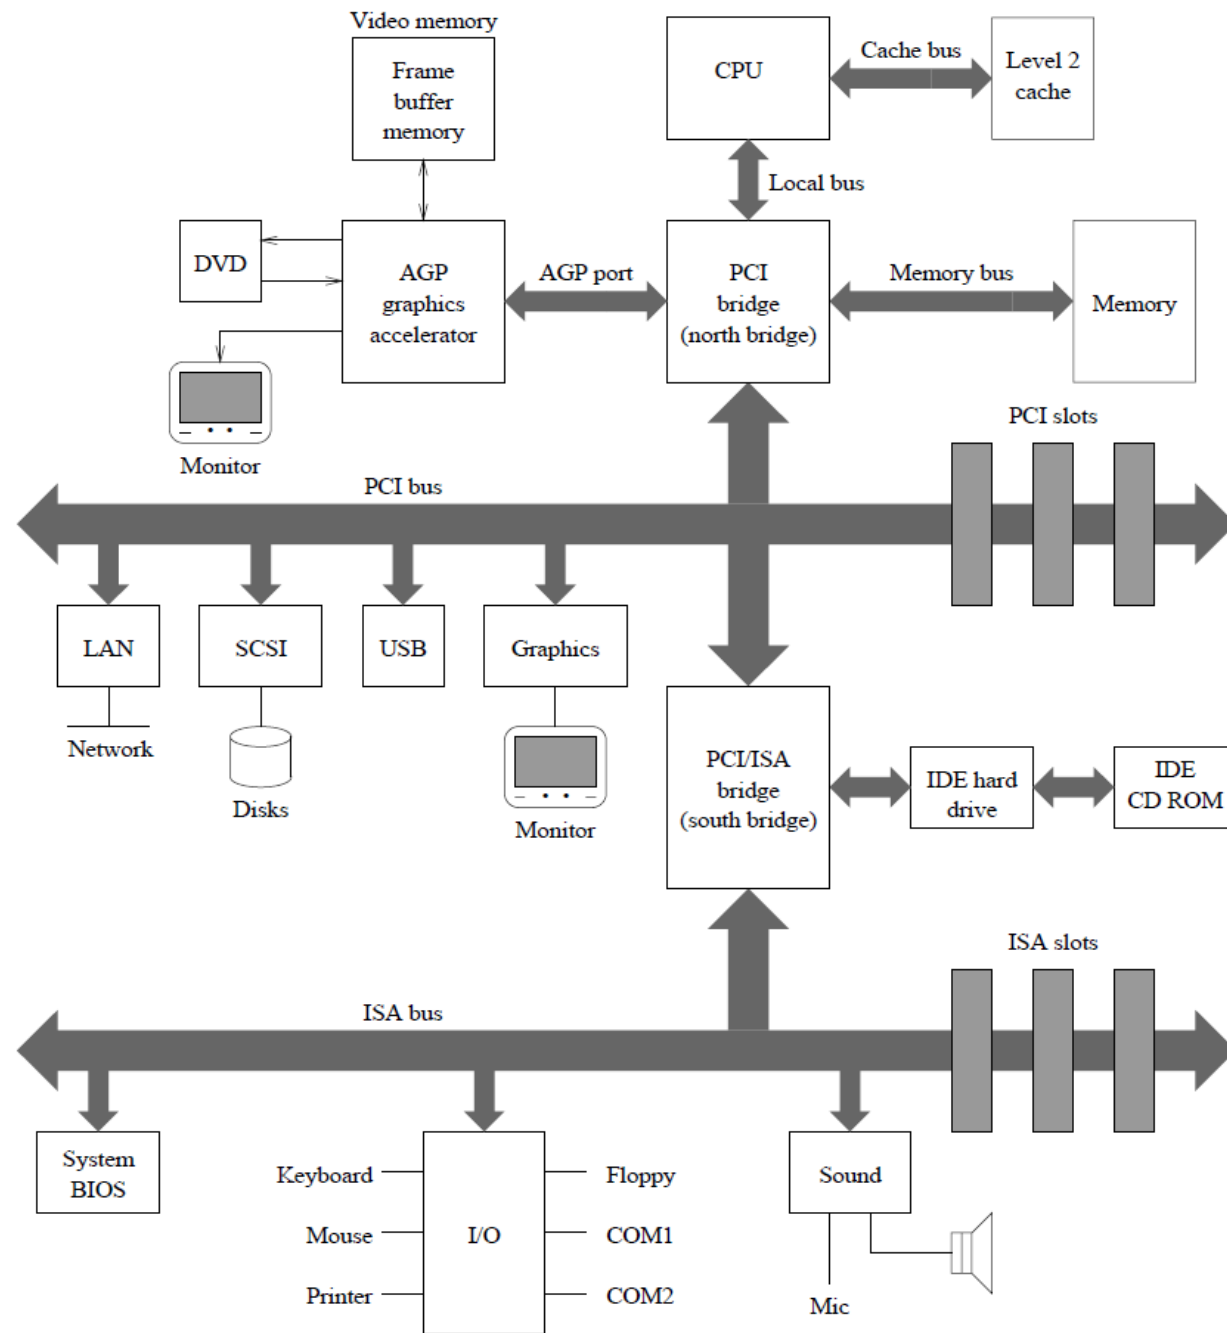 Video memory
Frame
buffer
memory
CPU
Cache bus
Level 2
cache
Local bus
DVD
AGP
graphics
accelerator
AGP port
PCI
bridge
(north bridge)
Memory bus
Memory
Monitor
PCI slots
PCI bus
LAN
SCSI
USB
Graphics
Network
Disks
Monitor
PCI/ISA
bridge
(south bridge)
IDE hard
drive
IDE
CD ROM
ISA slots
ISA bus
System
BIOS
Keyboard
Mouse
Printer
I/O
Floppy
COM1
COM2
Sound
Mic